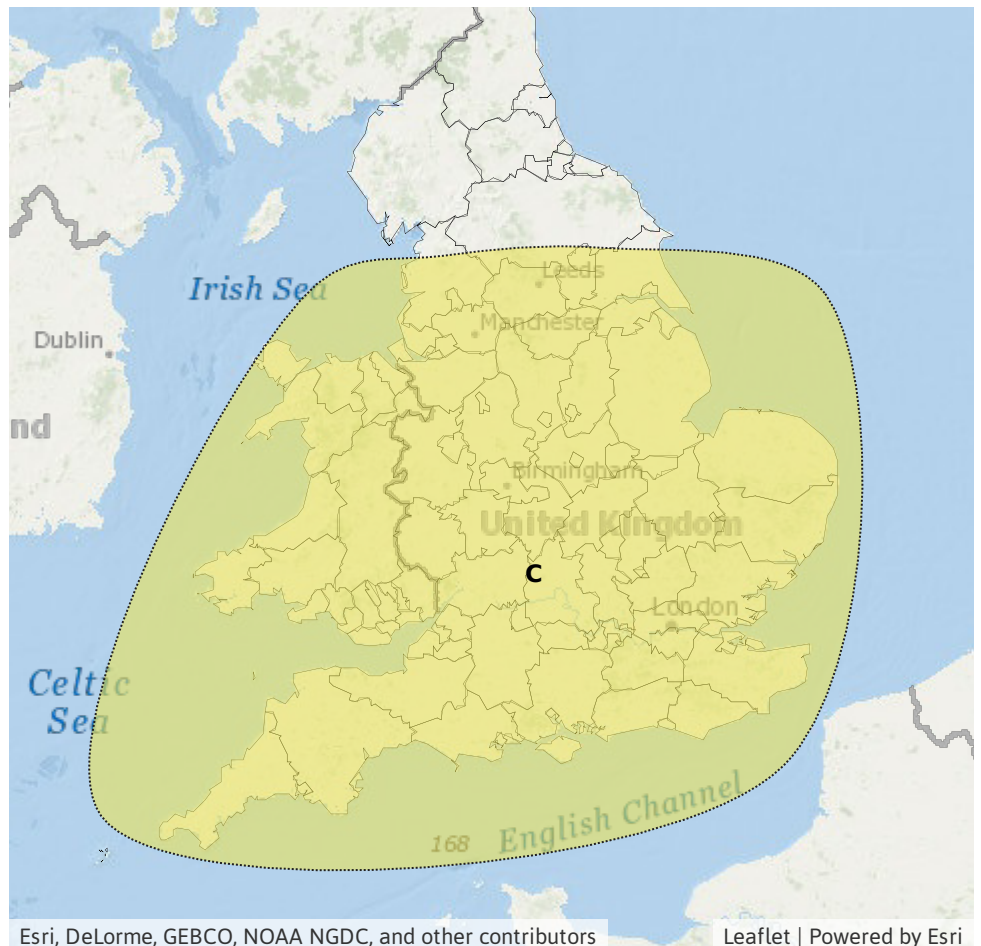 Leeds
Irish Sea
Manchester
Dublin
nd
Birmingham
United Kingdom
C
London
Celtic
Sea
English Channel
168
Esri, DeLorme, GEBCO, NOAA NGDC, and other contributors
Leaflet | Powered by Esri